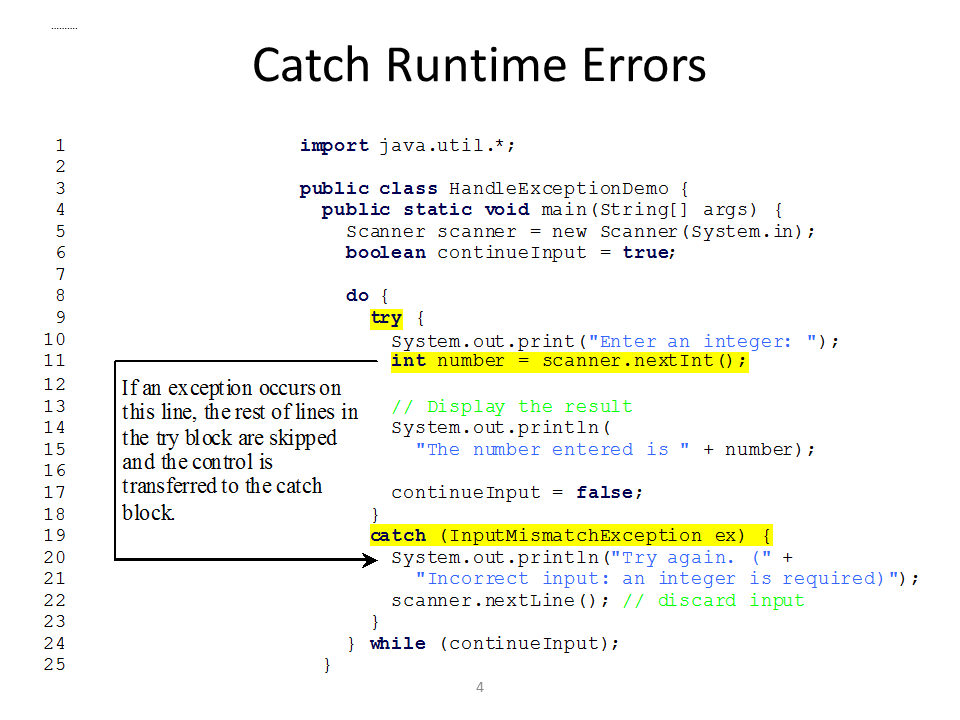 ..........
Catch Runtime Errors
1 import java.util.*;
2
3 public class HandleExceptionDemo {
4 public static void main(String[] args) {
5 Scanner scanner = new Scanner(System.in);
6 boolean continueInput = true;
7
8 do {
9 try {
10 System.out.print("Enter an integer: ");
11 int number = scanner.nextInt();
12
13 // Display the result
14 System.out.println(
15 "The number entered is " + number);
16
17 continueInput = false;
18 }
19 catch (InputMismatchException ex) {
20 System.out.println("Try again. (" +
21 "Incorrect input: an integer is required)");
22 scanner.nextLine(); // discard input
23 }
24 } while (continueInput);
25 }
If an exception occurs on
this line, the rest of lines in
the try block are skipped
and the control is
transferred to the catch
block.
4